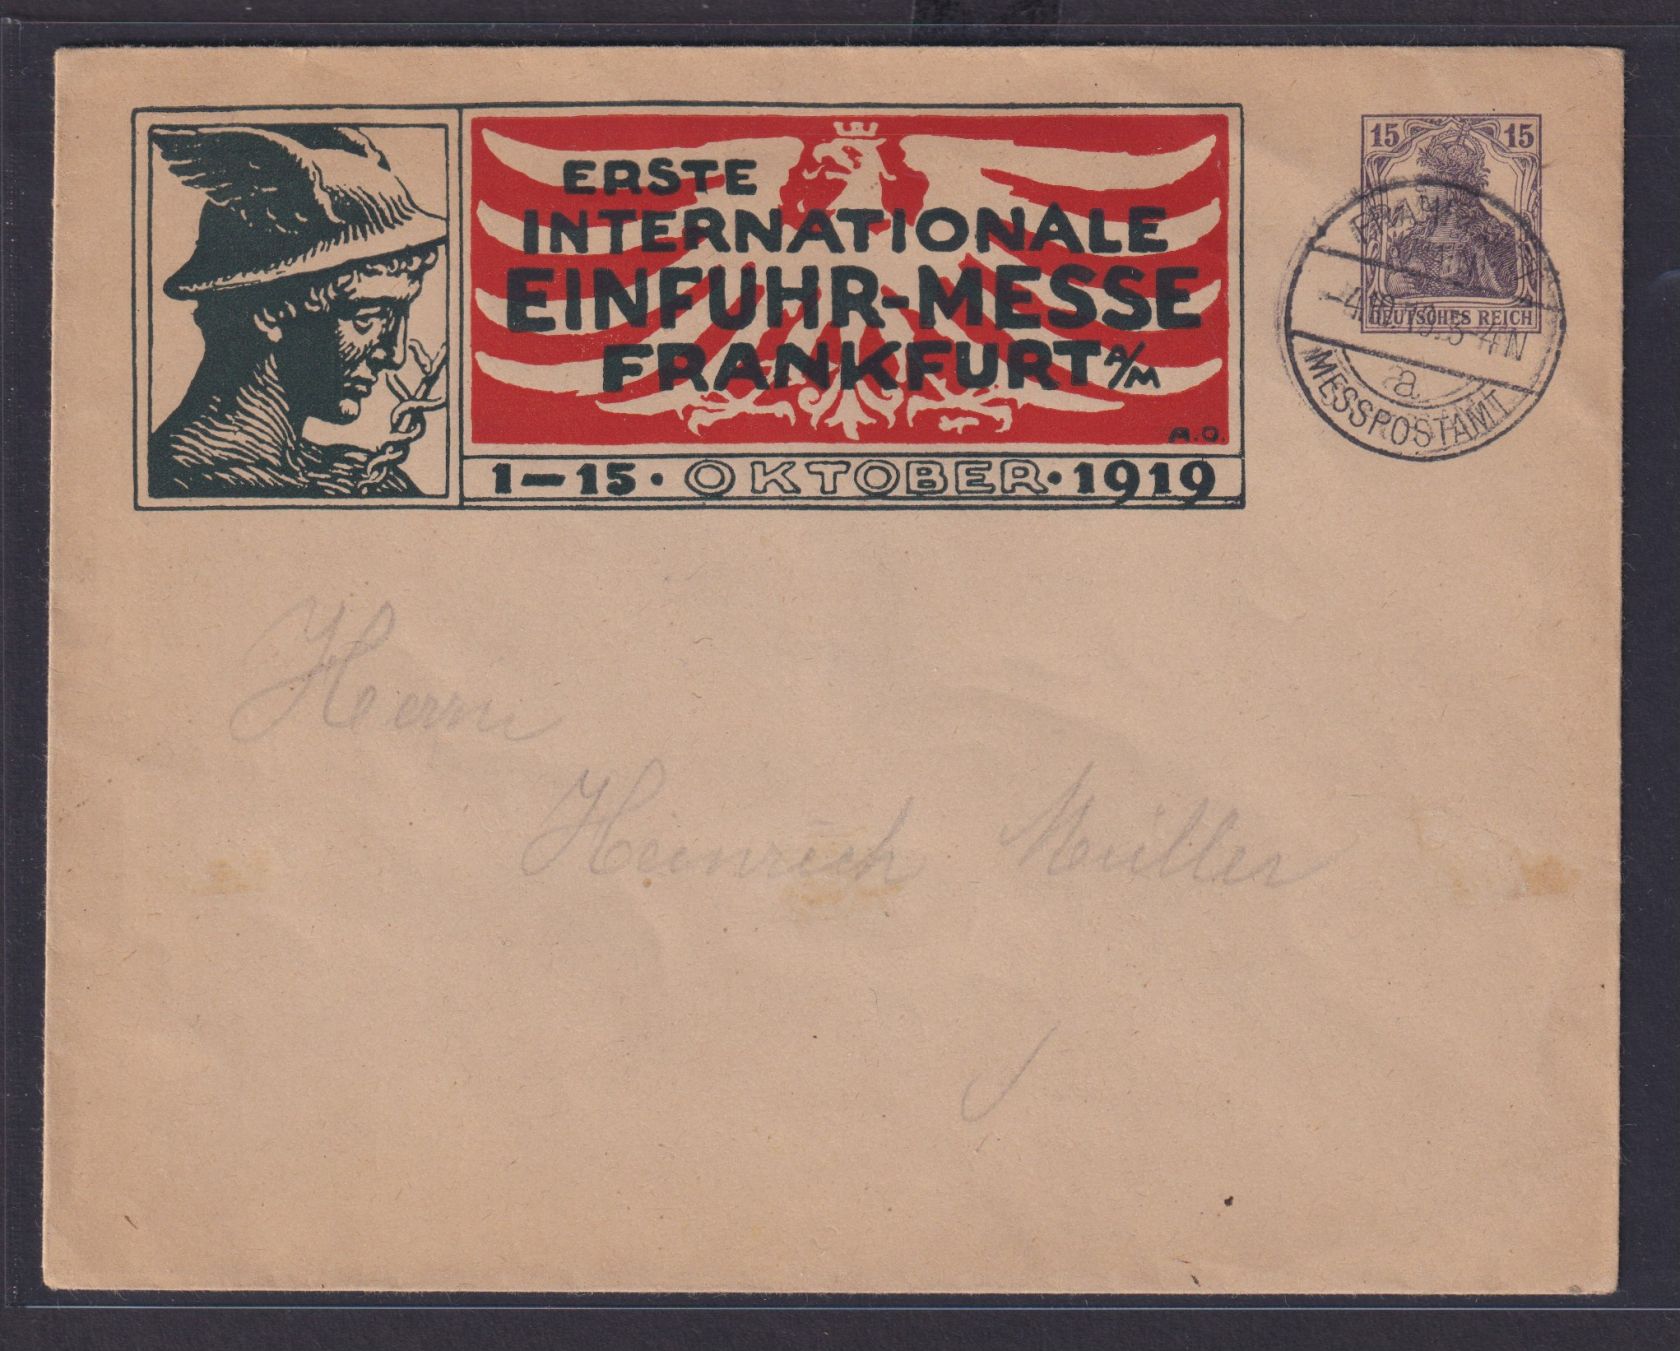 ERSTE
INTERNATIONALE
EINFUHR-MESSE
FRANKFURT A/M
A.O.
1–15 · OKTOBER · 1919
15 15
DEUTSCHES REICH
a
MESSPOSTAMT
Herrn
Heinrich Müller